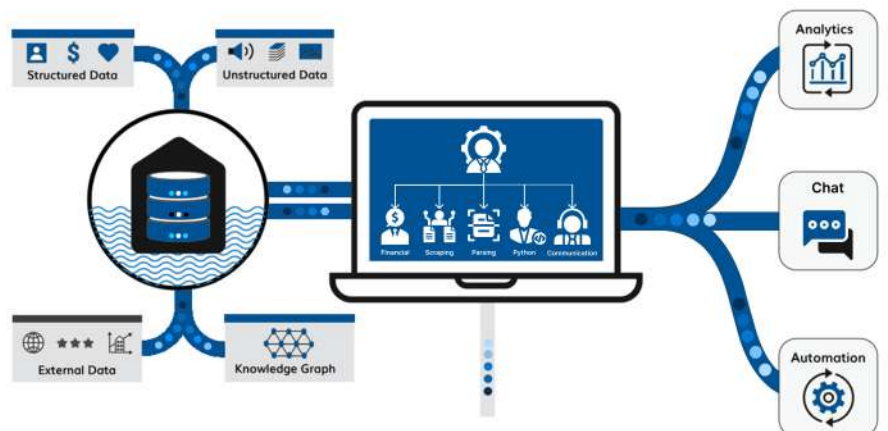 Structured Data
Unstructured Data
External Data
Knowledge Graph
Financial
Scraping
Parsing
Python
Communication
Analytics
Chat
Automation